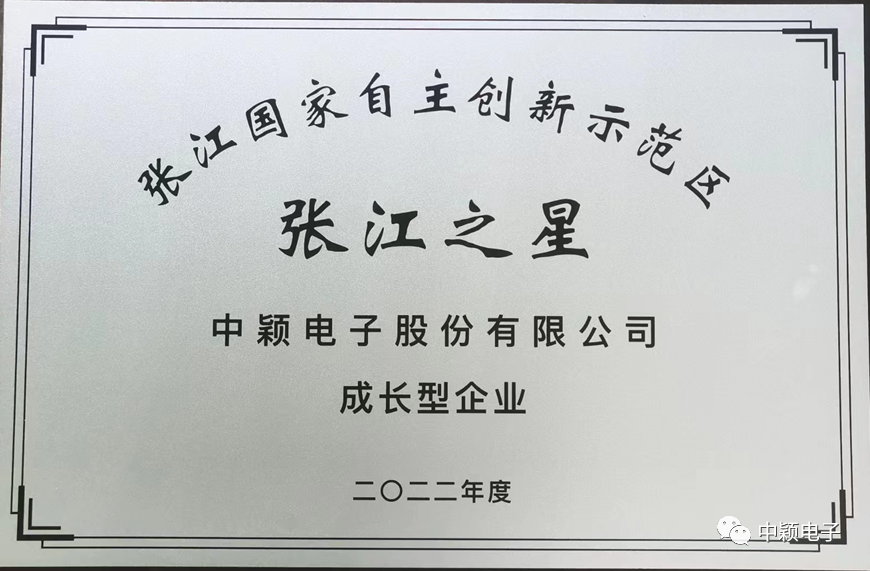 张江国家自主创新示范区
张江之星
中颖电子股份有限公司
成长型企业
二〇二二年度
中颖电子